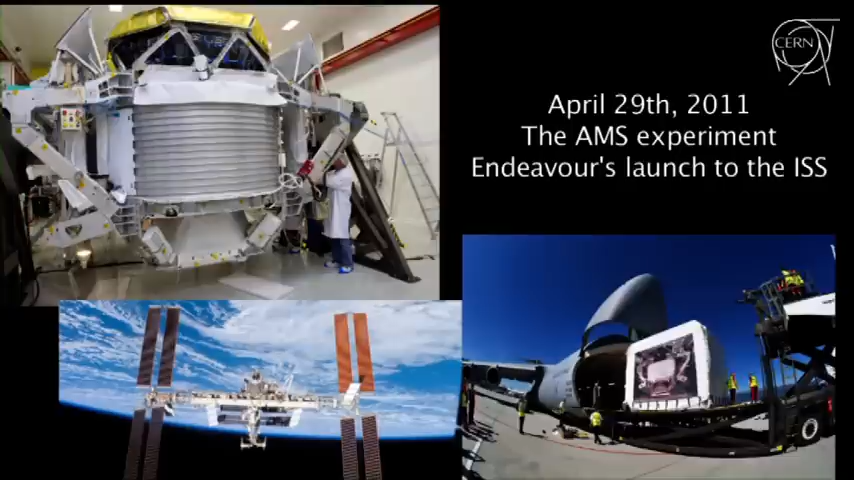 CERN
April 29th, 2011
The AMS experiment
Endeavour's launch to the ISS